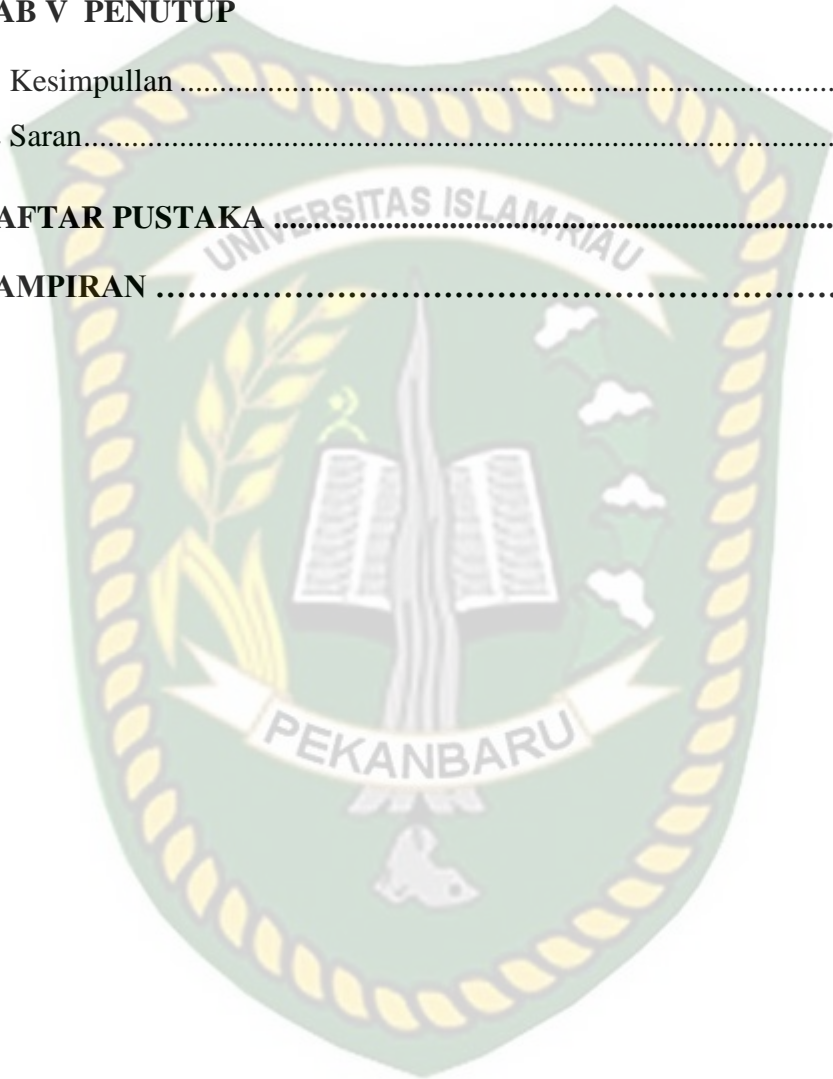 AB V PENUTUP
Kesimpullan ........................................................................................
. Saran........................................................................................
AFTAR PUSTAKA ........................................................................
AMPIRAN …………………………………………………………
UNIVERSITAS ISLAM RIAU
PEKANBARU